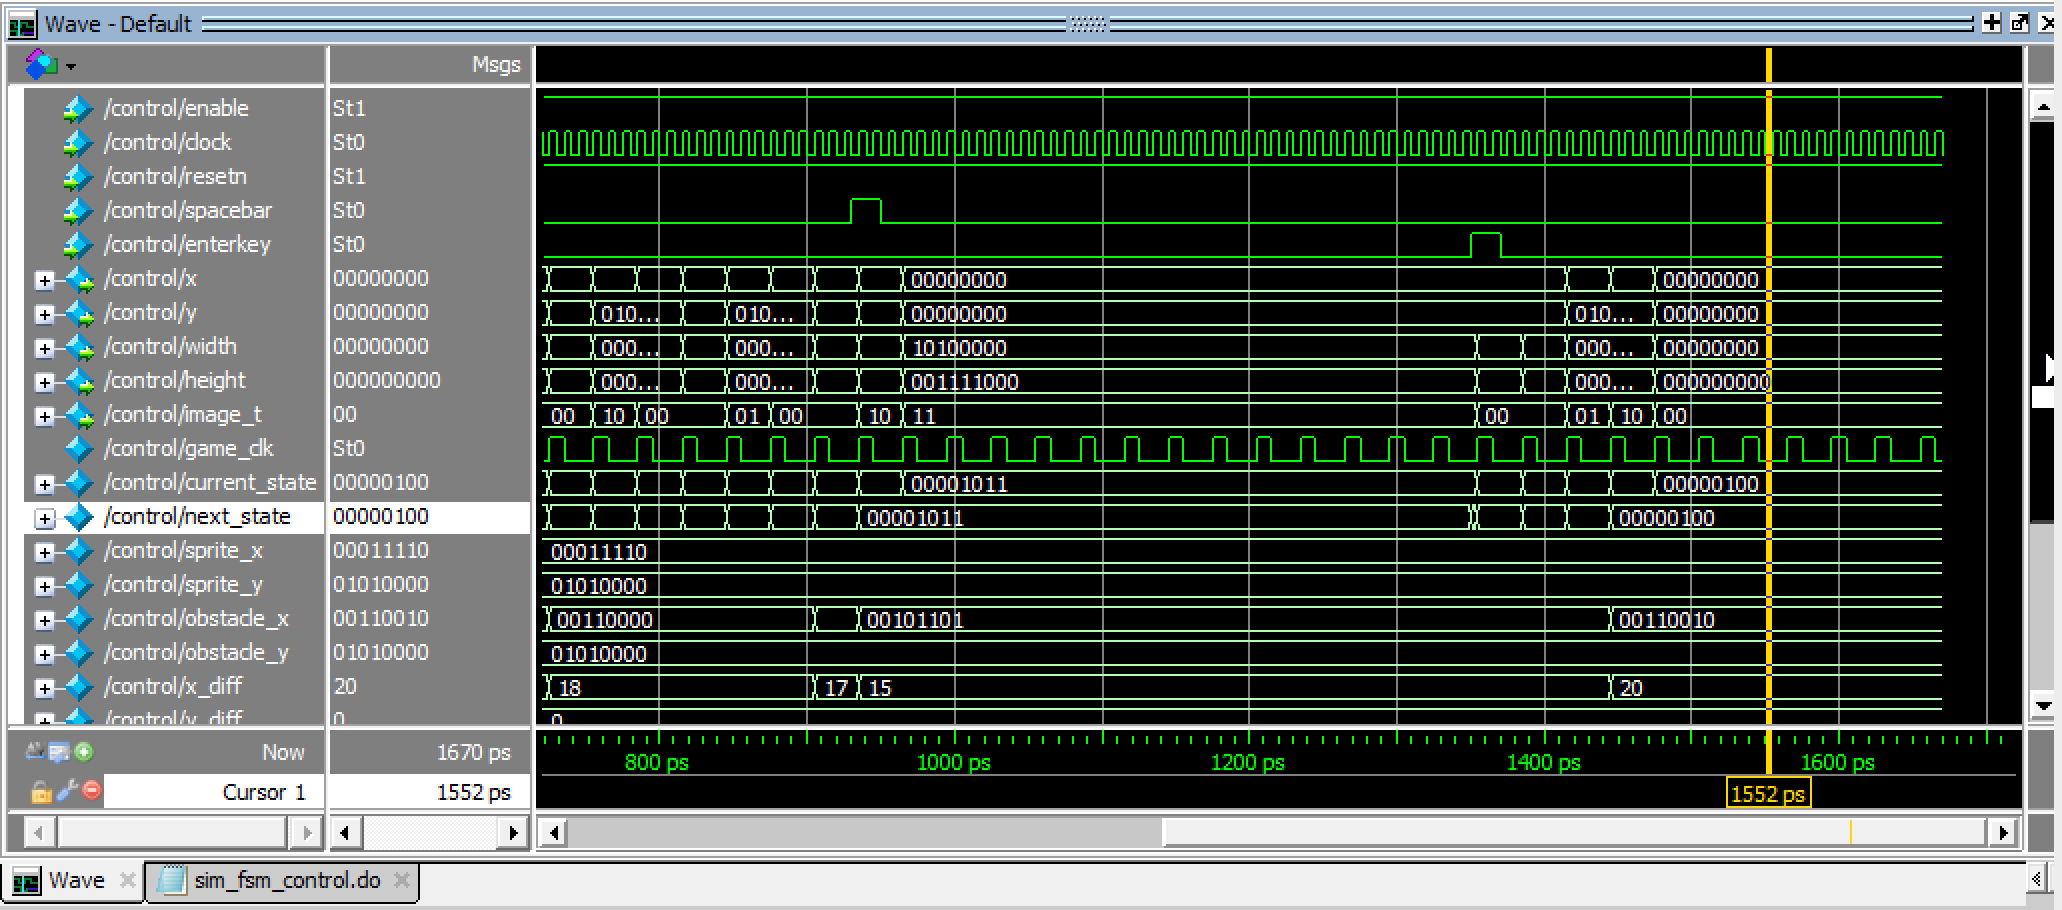 Wave - Default
Msgs
/control/enable St1
/control/clock St0
/control/resetn St1
/control/spacebar St0
/control/enterkey St0
/control/x 00000000 00000000 00000000
/control/y 00000000 010... 010... 00000000 010... 00000000
/control/width 00000000 000... 000... 10100000 000... 00000000
/control/height 000000000 000... 000... 001111000 000... 000000000
/control/image_t 00 00 10 00 01 00 10 11 00 01 10 00
/control/game_clk St0
/control/current_state 00000100 00001011 00000100
/control/next_state 00000100 00001011 00000100
/control/sprite_x 00011110 00011110
/control/sprite_y 01010000 01010000
/control/obstacle_x 00110010 00110000 00101101 00110010
/control/obstacle_y 01010000 01010000
/control/x_diff 20 18 17 15 20
/control/y_diff 0 0
Now 1670 ps 800 ps 1000 ps 1200 ps 1400 ps 1600 ps
Cursor 1 1552 ps 1552 ps
Wave sim_fsm_control.do